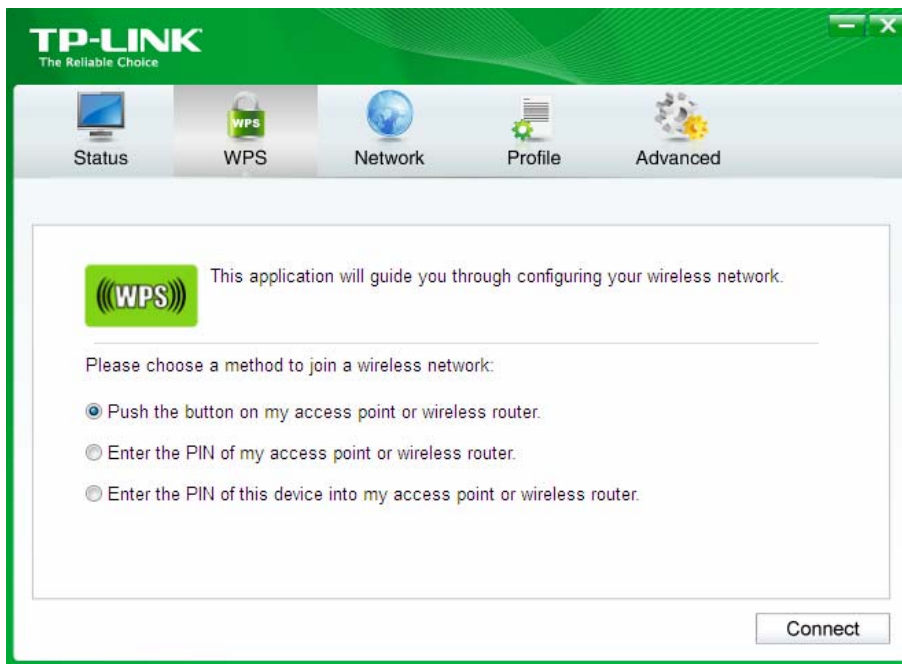 TP-LINK
The Reliable Choice
Status WPS Network Profile Advanced
WPS
This application will guide you through configuring your wireless network.
WPS
Please choose a method to join a wireless network:
Push the button on my access point or wireless router.
Enter the PIN of my access point or wireless router.
Enter the PIN of this device into my access point or wireless router.
Connect